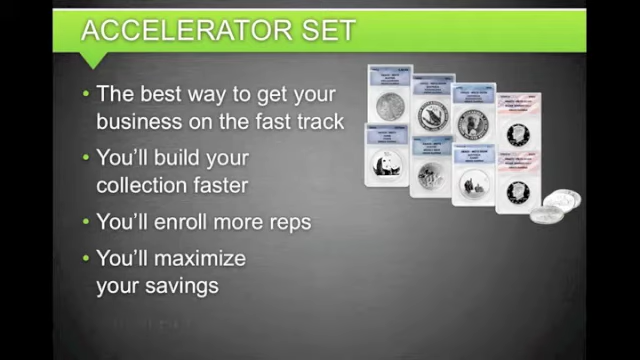 ACCELERATOR SET
• The best way to get your
business on the fast track
• You'll build your
collection faster
• You'll enroll more reps
• You'll maximize
your savings